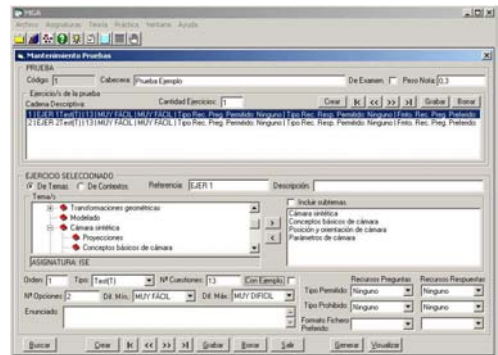 MIGA
Archivo Asignaturas Teoría Práctica Ventana Ayuda
Mantenimiento Pruebas
PRUEBA
Código: 1 Cabecera: Prueba Ejemplo De Examen: Peso Nota: 0.3
Ejercicio/s de la prueba
Cadena Descriptiva: Cantidad Ejercicios: 1 Crear |< << >> >| Grabar Borrar
EJERCICIO SELECCIONADO
De Temas De Contextos Referencia: EJER 1 Descripción:
Tema/s Incluir subtemas
Transformaciones geométricas
Modelado
Cámara sintética
Proyecciones
Conceptos básicos de cámara
> <
Cámara sintética
Conceptos básicos de cámara
Posición y orientación de cámara
Parámetros de cámara
ASIGNATURA: ISE
Orden: 1 Tipo: Test(T) Nº Cuestiones: 13 Con Ejemplo
Recursos Preguntas Recursos Respuestas
Nº Opciones: 2 Dif. Mín.: MUY FÁCIL Dif. Máx.: MUY DIFÍCIL
Tipo Permitido: Ninguno Ninguno
Tipo Prohibido: Ninguno Ninguno
Enunciado:
Formato Fichero Preferido:
Buscar Crear |< << >> >| Grabar Borrar Salir Generar Visualizar